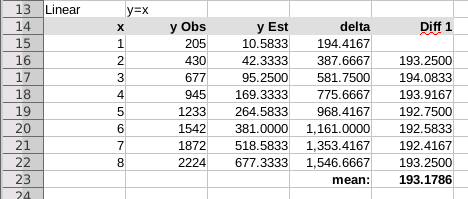 13 Linear y=x
14 x y Obs y Est delta Diff 1
15 1 205 10.5833 194.4167
16 2 430 42.3333 387.6667 193.2500
17 3 677 95.2500 581.7500 194.0833
18 4 945 169.3333 775.6667 193.9167
19 5 1233 264.5833 968.4167 192.7500
20 6 1542 381.0000 1,161.0000 192.5833
21 7 1872 518.5833 1,353.4167 192.4167
22 8 2224 677.3333 1,546.6667 193.2500
23 mean: 193.1786
24